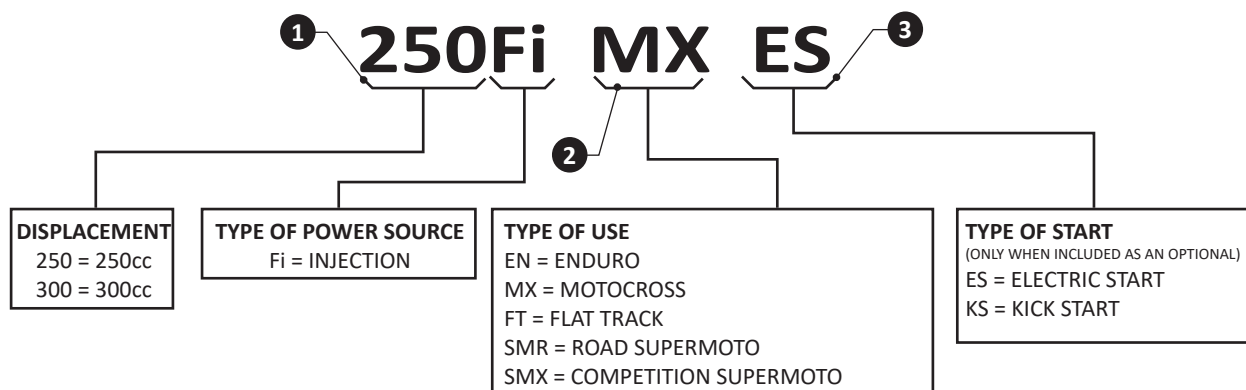 1 250Fi MX ES 3
2
DISPLACEMENT
250 = 250cc
300 = 300cc
TYPE OF POWER SOURCE
Fi = INJECTION
TYPE OF USE
EN = ENDURO
MX = MOTOCROSS
FT = FLAT TRACK
SMR = ROAD SUPERMOTO
SMX = COMPETITION SUPERMOTO
TYPE OF START
(ONLY WHEN INCLUDED AS AN OPTIONAL)
ES = ELECTRIC START
KS = KICK START